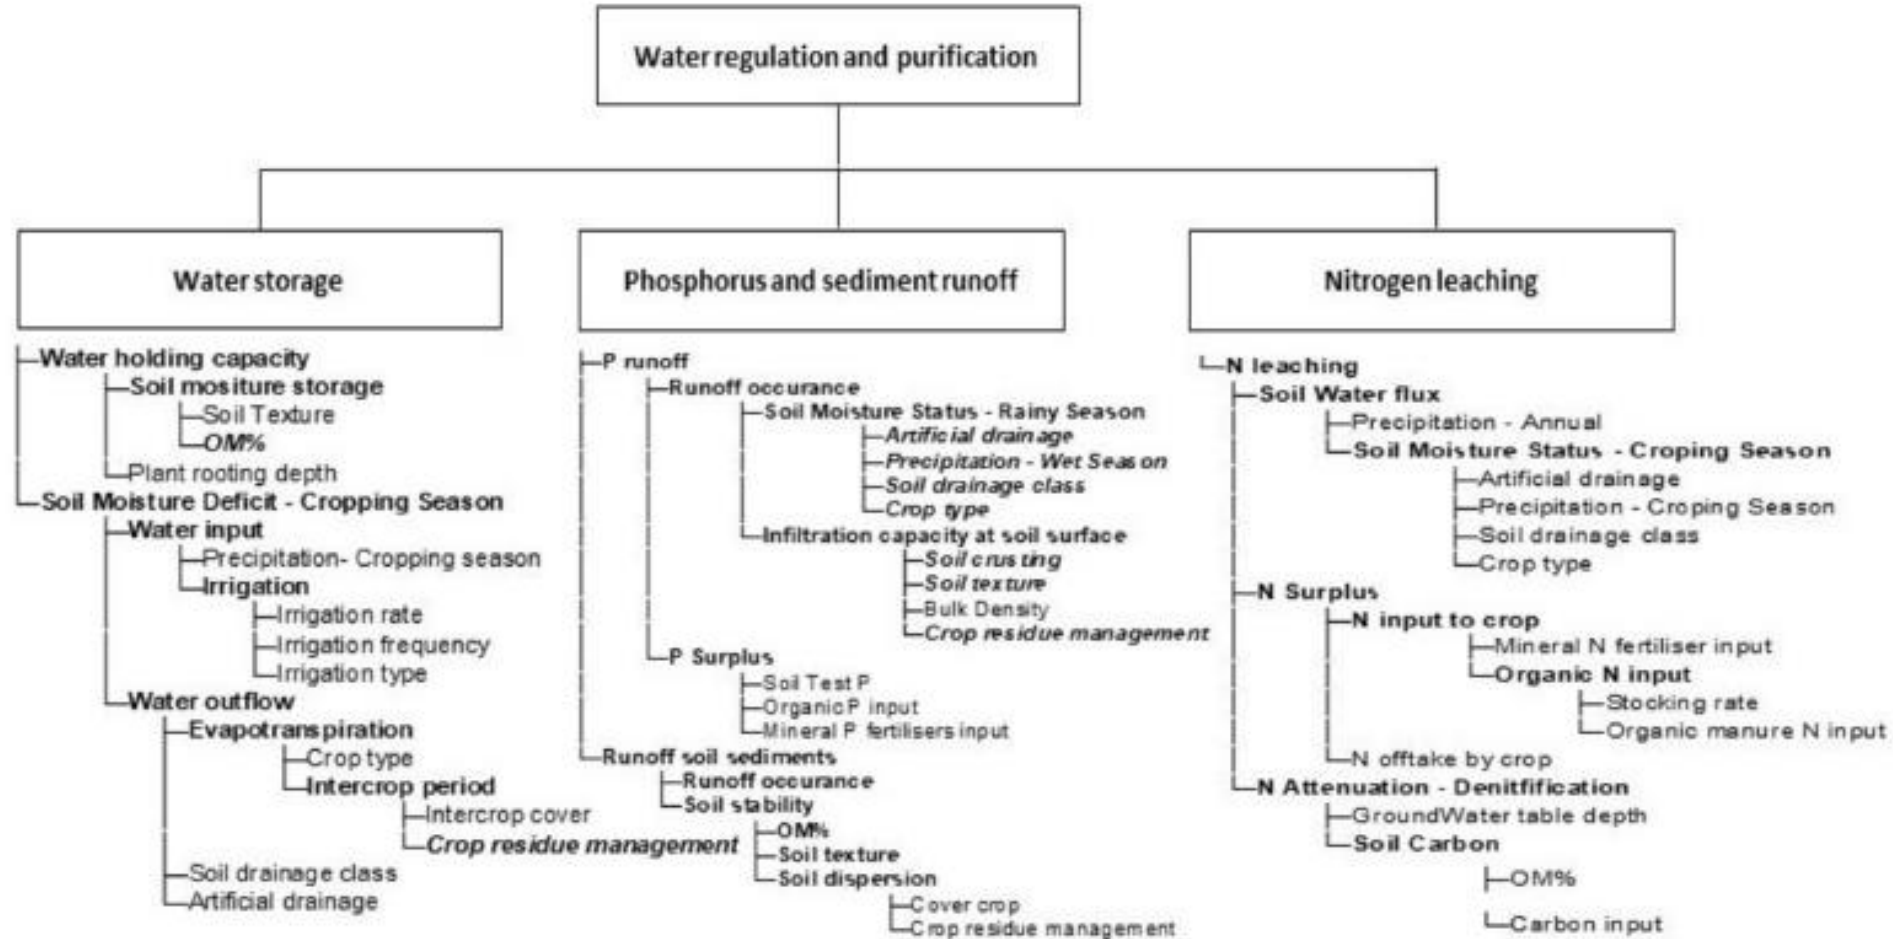 Water regulation and purification
Water storage
Water holding capacity
Soil mositure storage
Soil Texture
OM%
Plant rooting depth
Soil Moisture Deficit - Cropping Season
Water input
Precipitation- Cropping season
Irrigation
Irrigation rate
Irrigation frequency
Irrigation type
Water outflow
Evapotranspiration
Crop type
Intercrop period
Intercrop cover
Crop residue management
Soil drainage class
Artificial drainage
Phosphorus and sediment runoff
P runoff
Runoff occurance
Soil Moisture Status - Rainy Season
Artificial drainage
Precipitation - Wet Season
Soil drainage class
Crop type
Infiltration capacity at soil surface
Soil crusting
Soil texture
Bulk Density
Crop residue management
P Surplus
Soil Test P
Organic P input
Mineral P fertilisers input
Runoff soil sediments
Runoff occurance
Soil stability
OM%
Soil texture
Soil dispersion
Cover crop
Crop residue management
Nitrogen leaching
N leaching
Soil Water flux
Precipitation - Annual
Soil Moisture Status - Croping Season
Artificial drainage
Precipitation - Croping Season
Soil drainage class
Crop type
N Surplus
N input to crop
Mineral N fertiliser input
Organic N input
Stocking rate
Organic manure N input
N offtake by crop
N Attenuation - Denitfification
GroundWater table depth
Soil Carbon
OM%
Carbon input